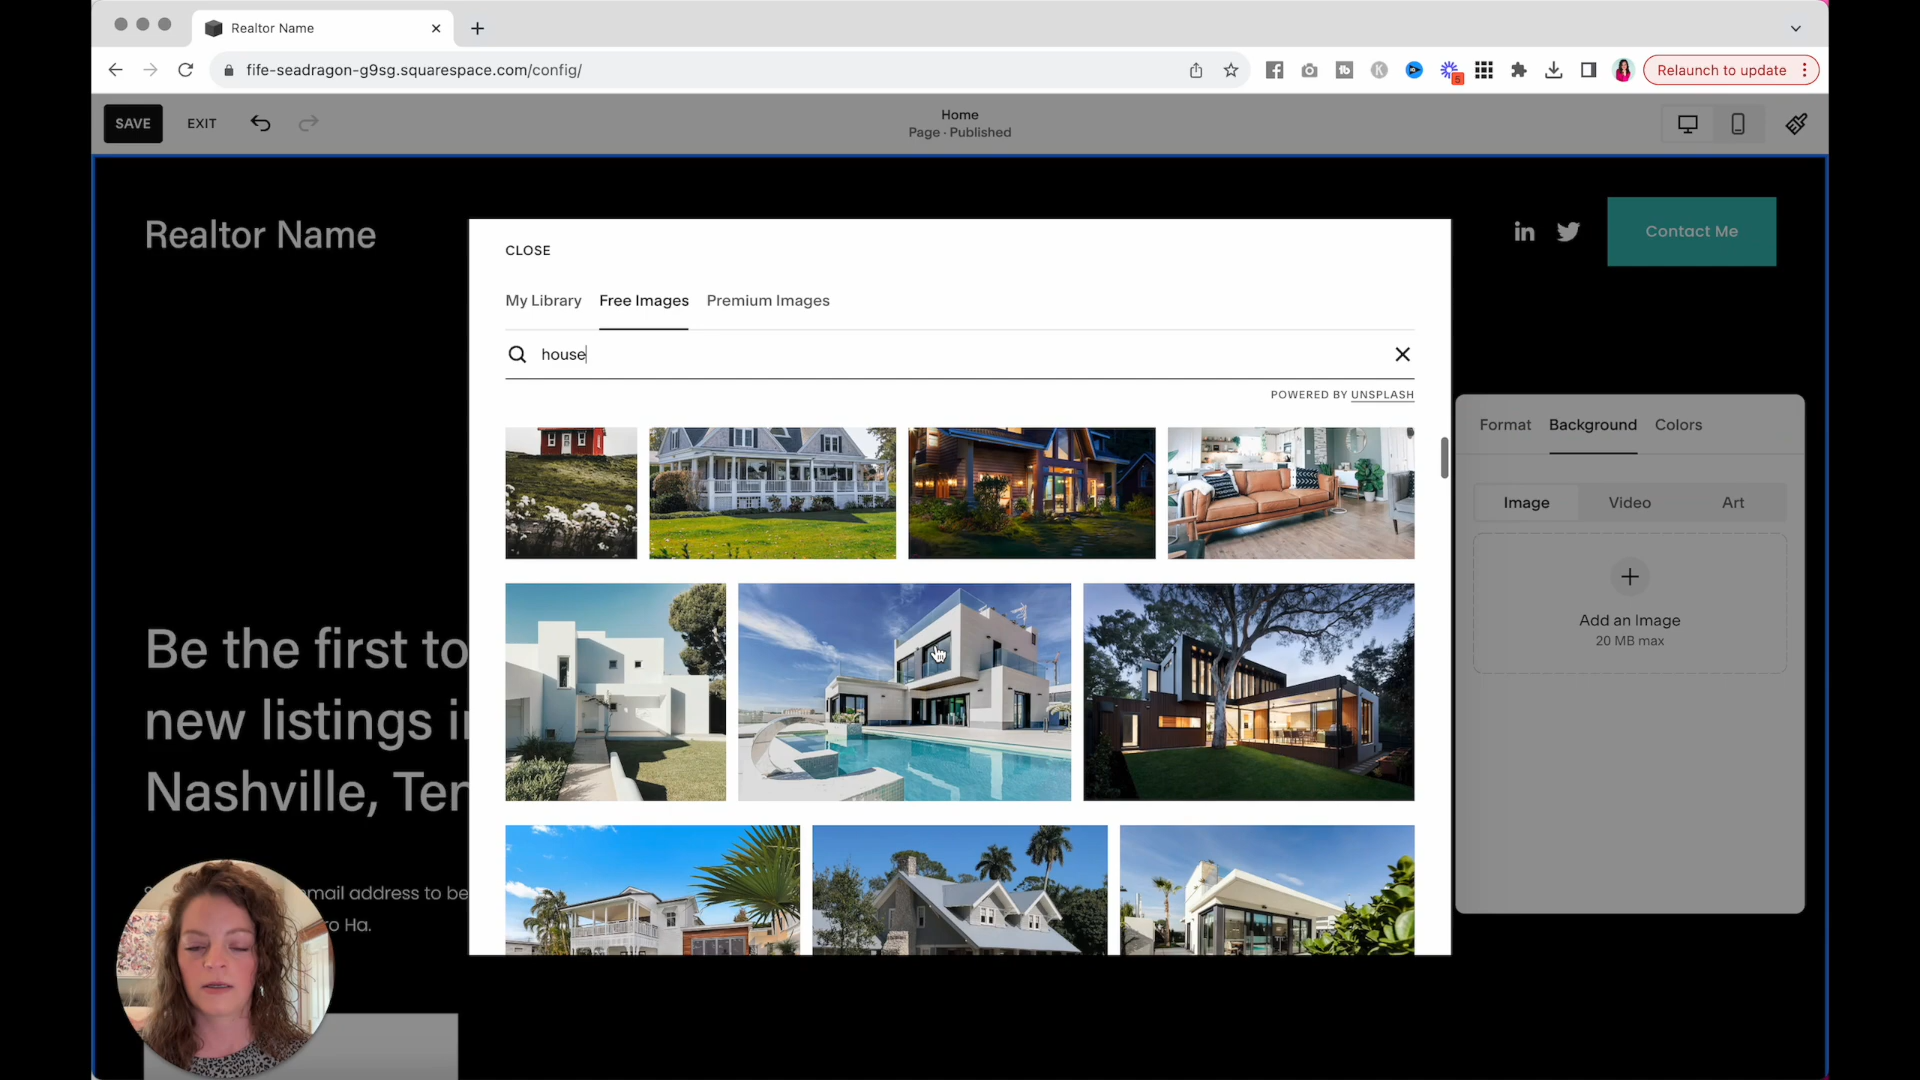 Realtor Name
fife-seadragon-g9sg.squarespace.com/config/
Relaunch to update
5
SAVE
EXIT
Home
Page · Published
Realtor Name
Contact Me
CLOSE
My Library
Free Images
Premium Images
house
POWERED BY UNSPLASH
Format
Background
Colors
Image
Video
Art
Add an Image
20 MB max
Be the first to
new listings i
Nashville, Ten
mail address to be
ro Ha.